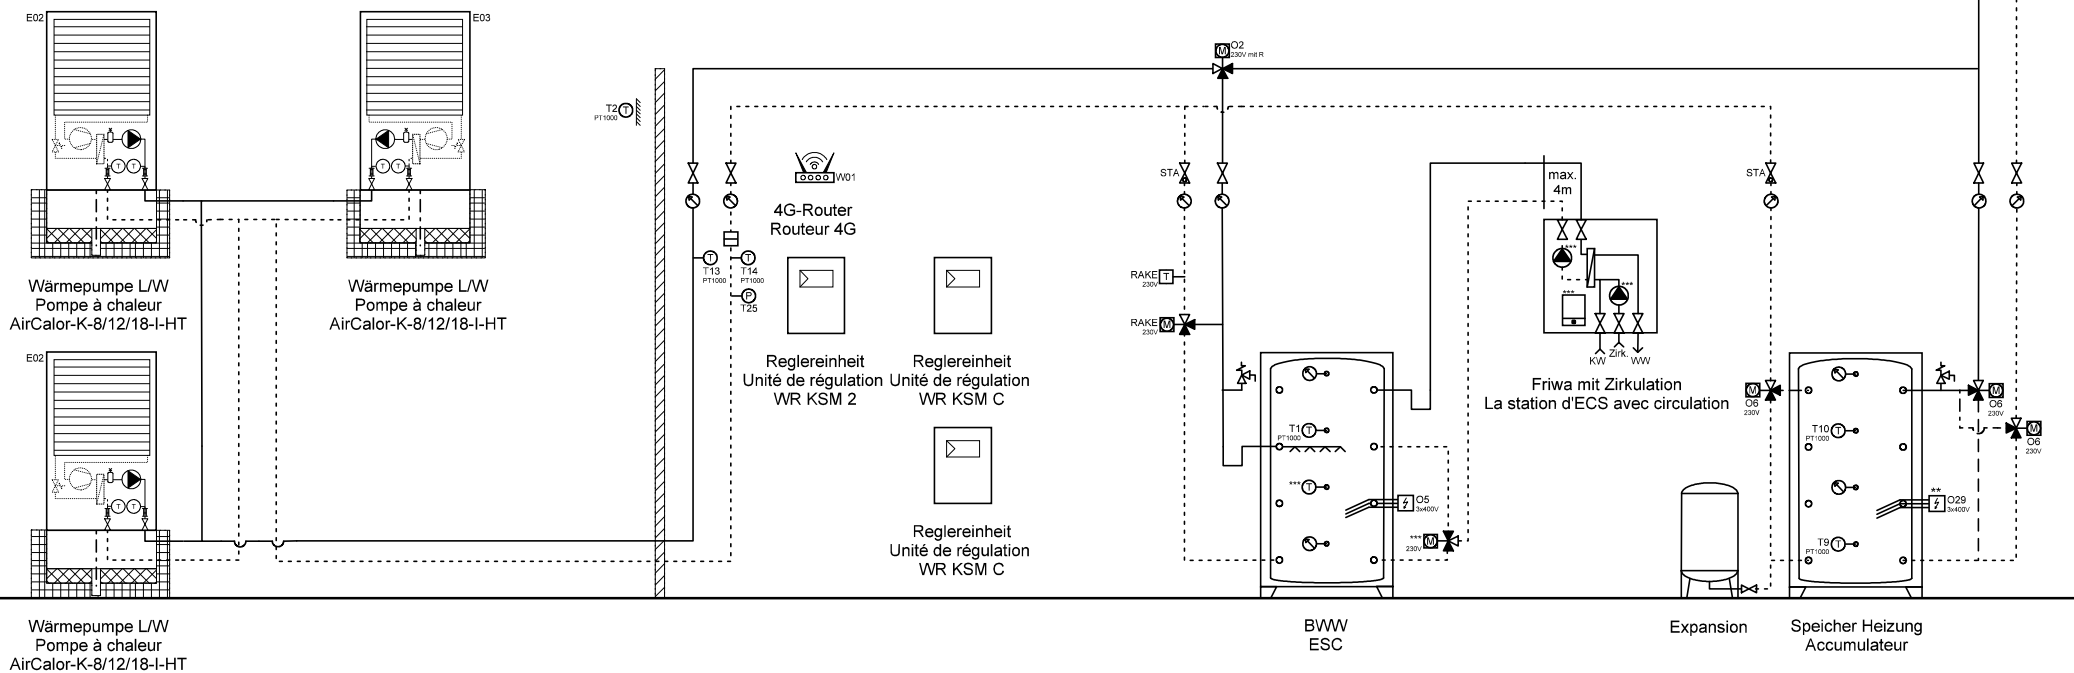 E02
E03
O2
230V mit R
T2
T
PT1000
M
T T
T T
W01
4G-Router
Routeur 4G
STA
STA
max.
4m
***
***
***
KW
Zirk.
WW
T
T13
PT1000
T
T14
PT1000
P
T25
RAKE
T
230V
RAKE
M
230V
Wärmepumpe L/W
Pompe à chaleur
AirCalor-K-8/12/18-I-HT
Wärmepumpe L/W
Pompe à chaleur
AirCalor-K-8/12/18-I-HT
Reglereinheit
Unité de régulation
WR KSM 2
Reglereinheit
Unité de régulation
WR KSM C
Friwa mit Zirkulation
La station d'ECS avec circulation
E02
T T
M
O6
230V
M
O6
230V
M
O6
230V
T1
T
PT1000
T10
T
PT1000
***
T
O5
3x400V
**
O29
3x400V
***
M
230V
T9
T
PT1000
Reglereinheit
Unité de régulation
WR KSM C
Wärmepumpe L/W
Pompe à chaleur
AirCalor-K-8/12/18-I-HT
BWW
ESC
Expansion
Speicher Heizung
Accumulateur